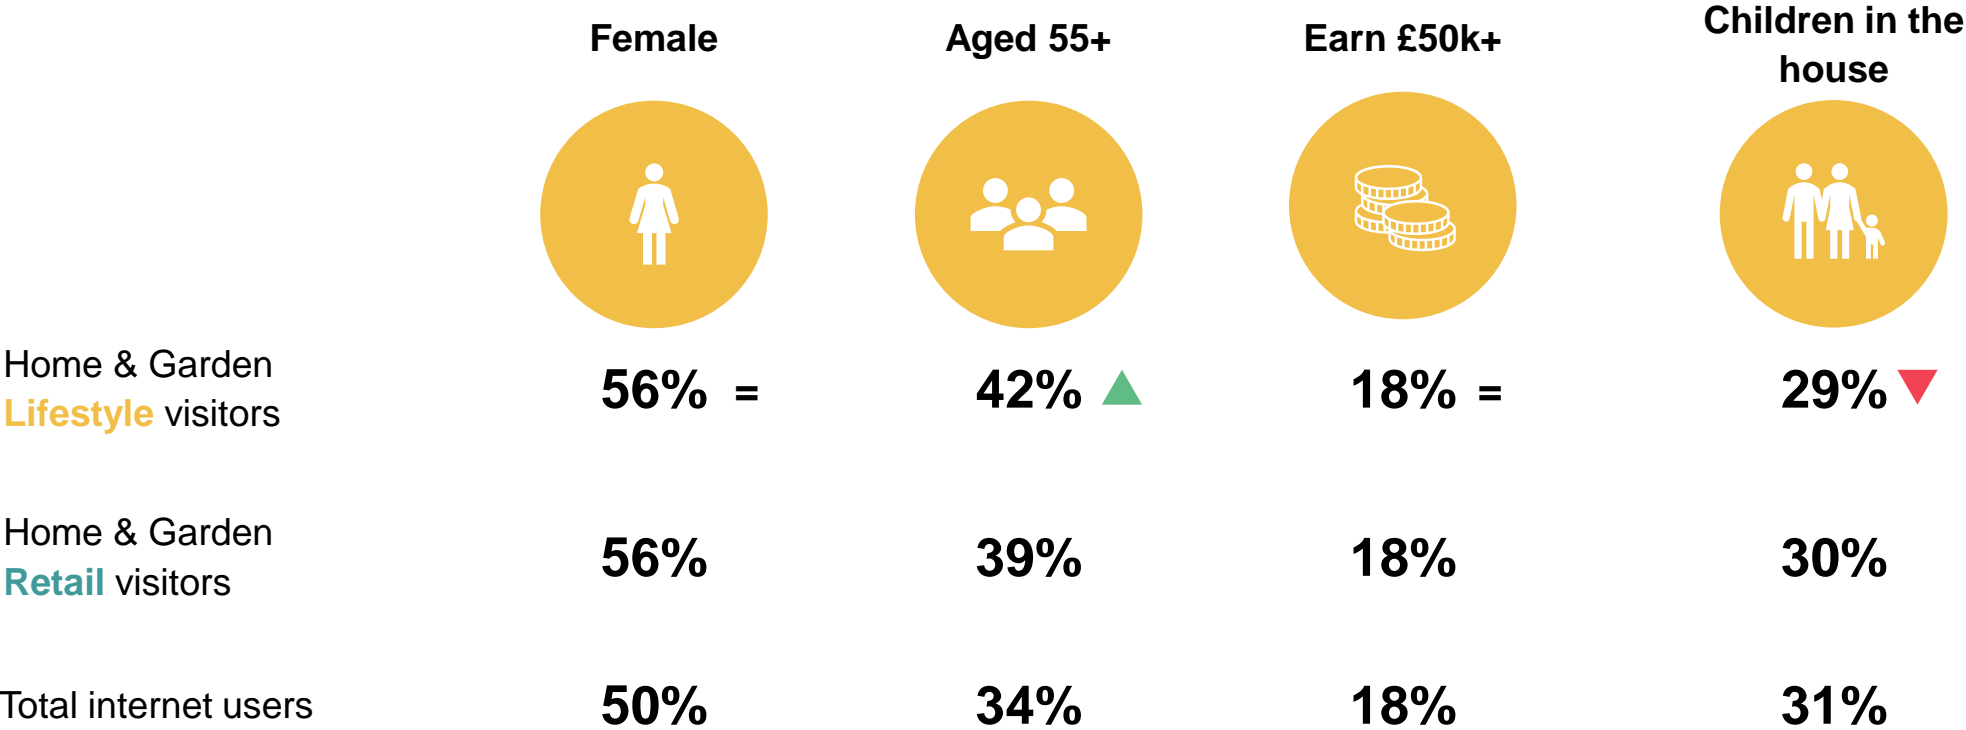 Female
Aged 55+
Earn £50k+
Children in the
house
Home & Garden
Lifestyle visitors
56% =
42%
18% =
29%
Home & Garden
Retail visitors
56%
39%
18%
30%
Total internet users
50%
34%
18%
31%